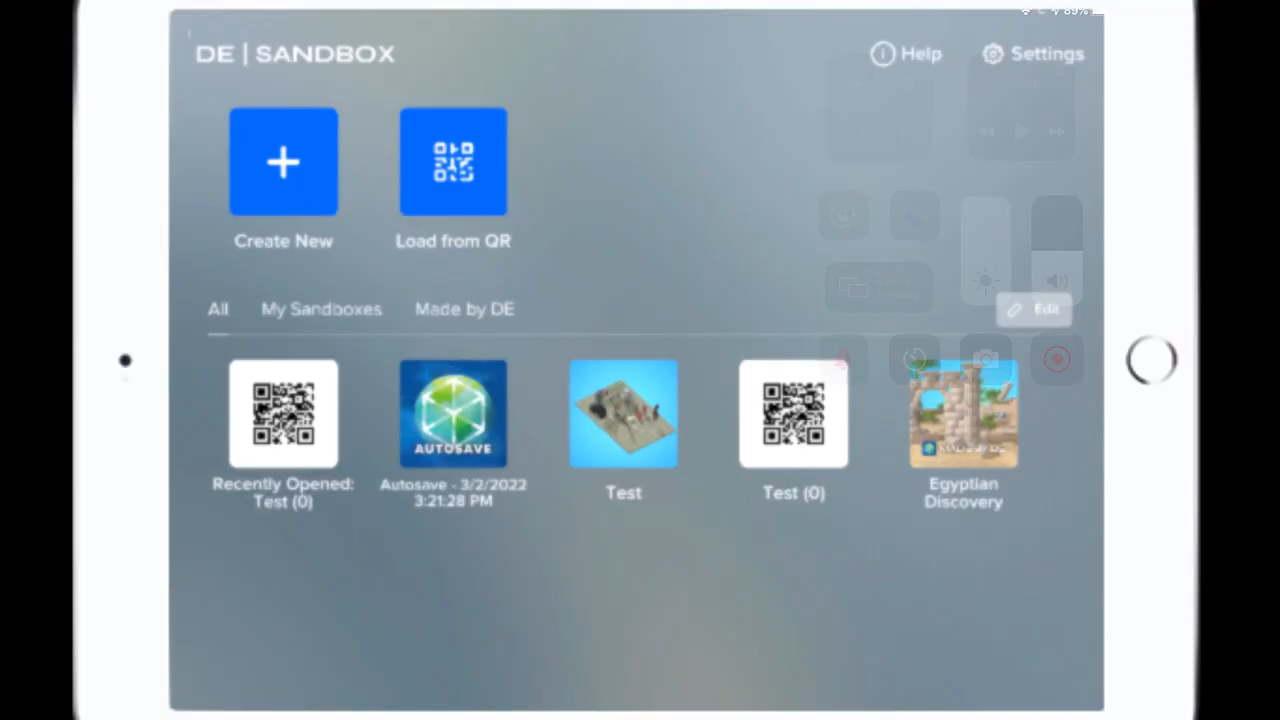 89%
DE | SANDBOX
Help
Settings
Create New
Load from QR
All
My Sandboxes
Made by DE
Edit
AUTOSAVE
Recently Opened:
Test (0)
Autosave - 3/2/2022
3:21:28 PM
Test
Test (0)
Egyptian
Discovery